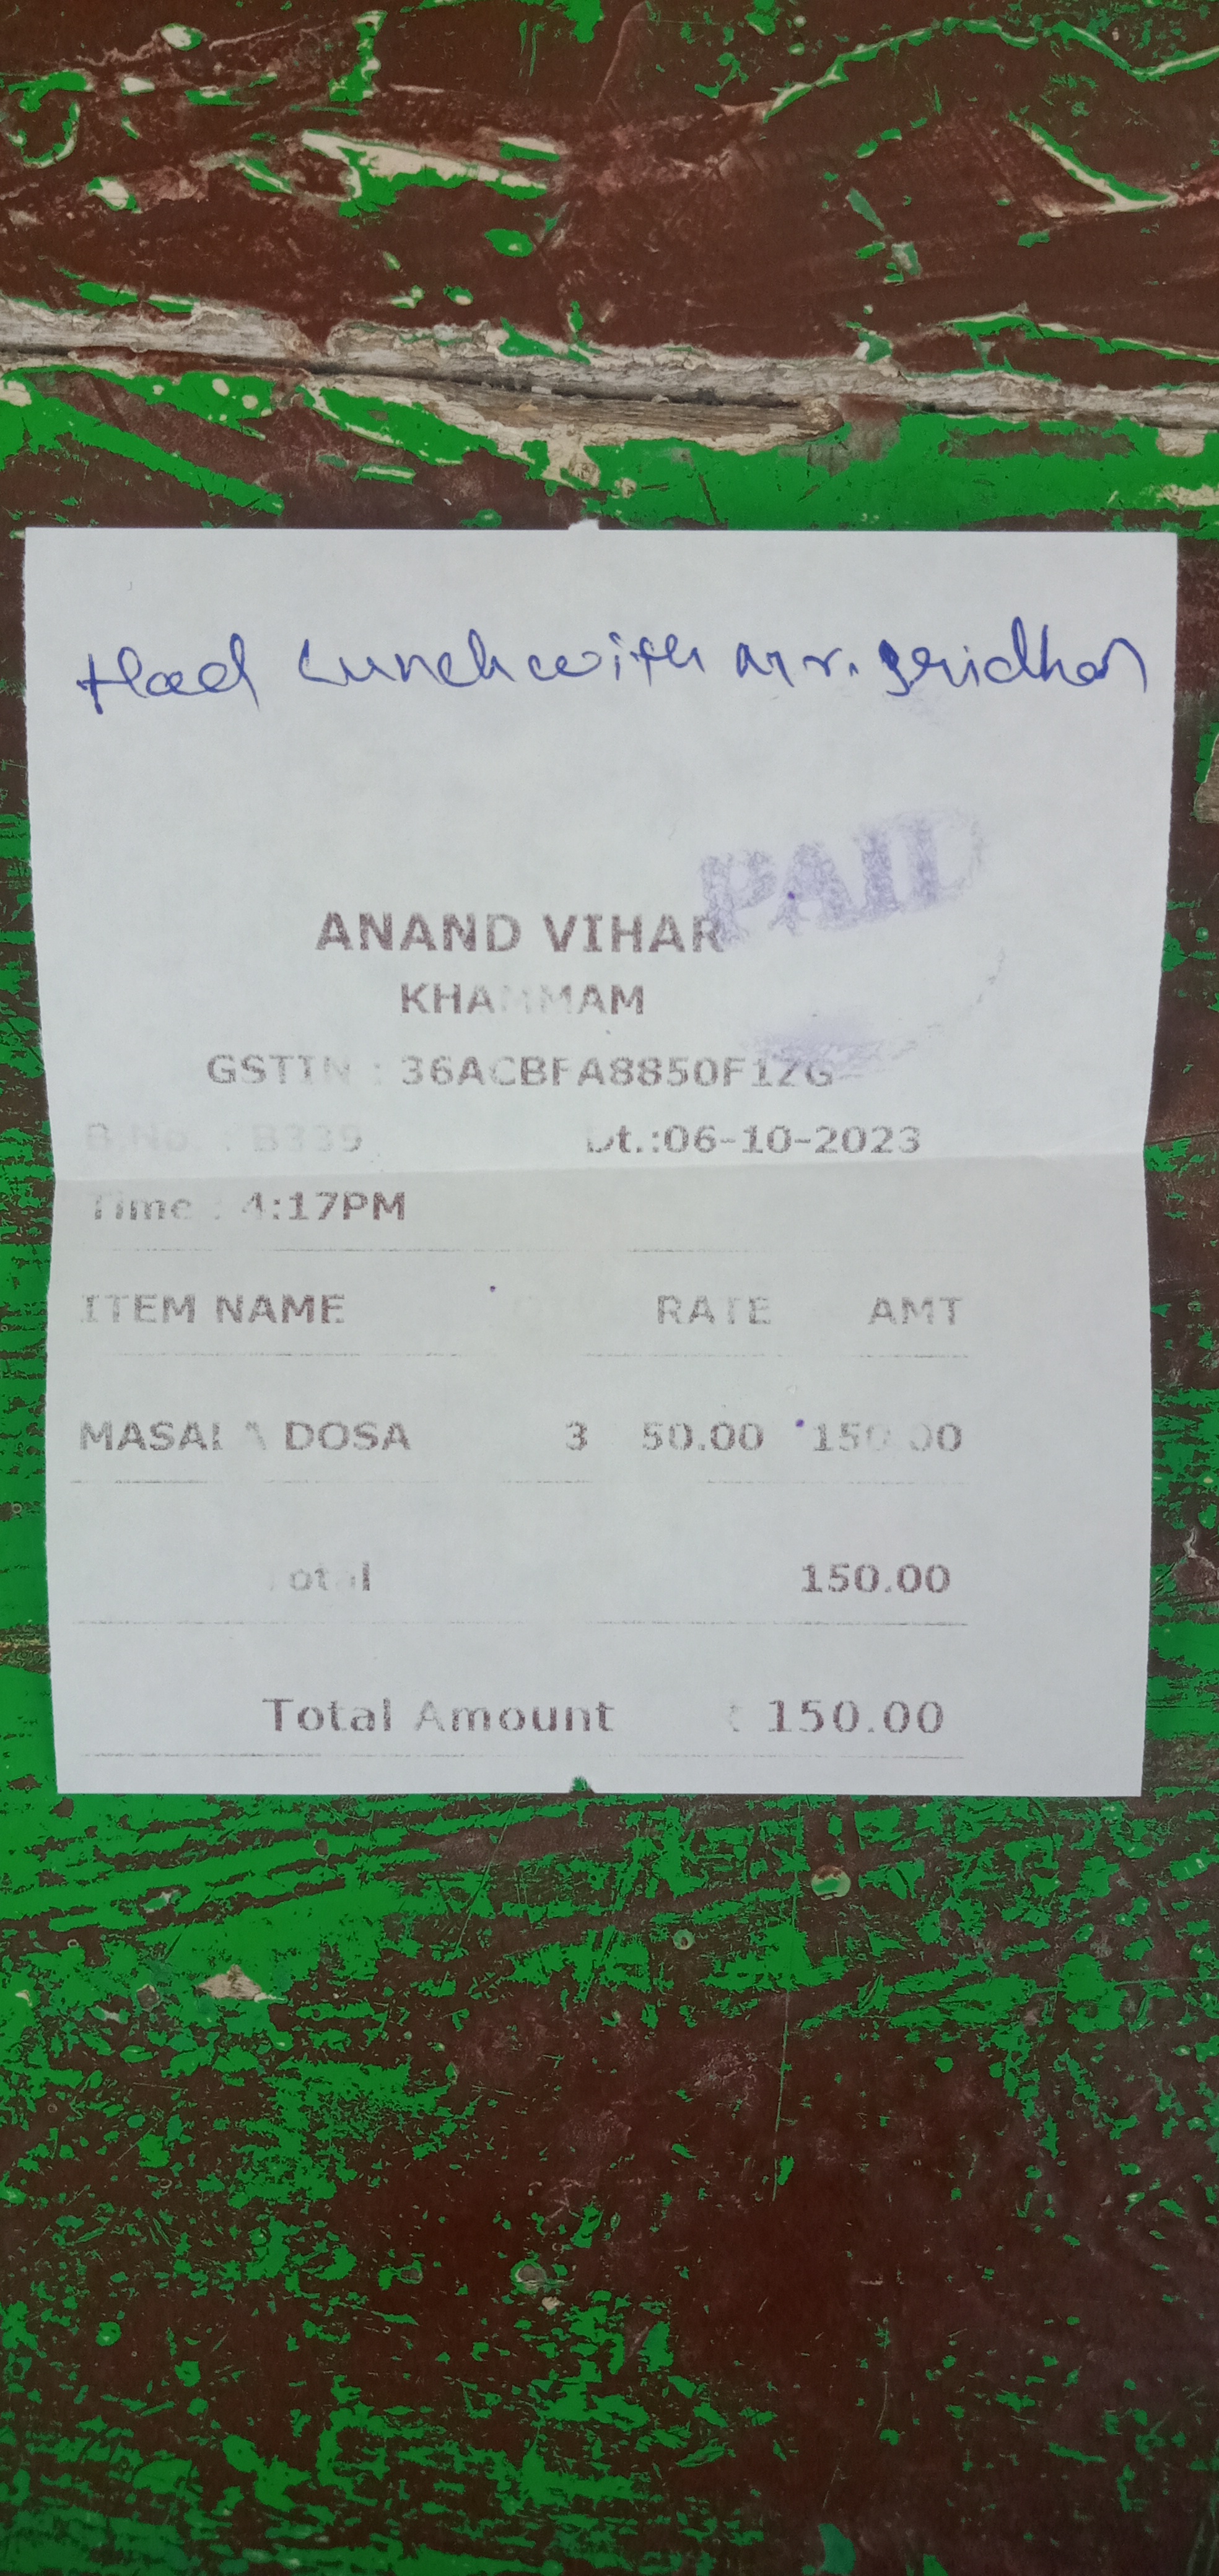 Had Lunch with Mr. Sridhar
PAID
ANAND VIHAR
KHAMMAM
GSTIN : 36ACBFA8850F1ZG
B.No. : B339 Dt.:06-10-2023
Time : 4:17PM
ITEM NAME RATE AMT
MASALA DOSA 3 50.00 150.00
Total 150.00
Total Amount ₹ 150.00